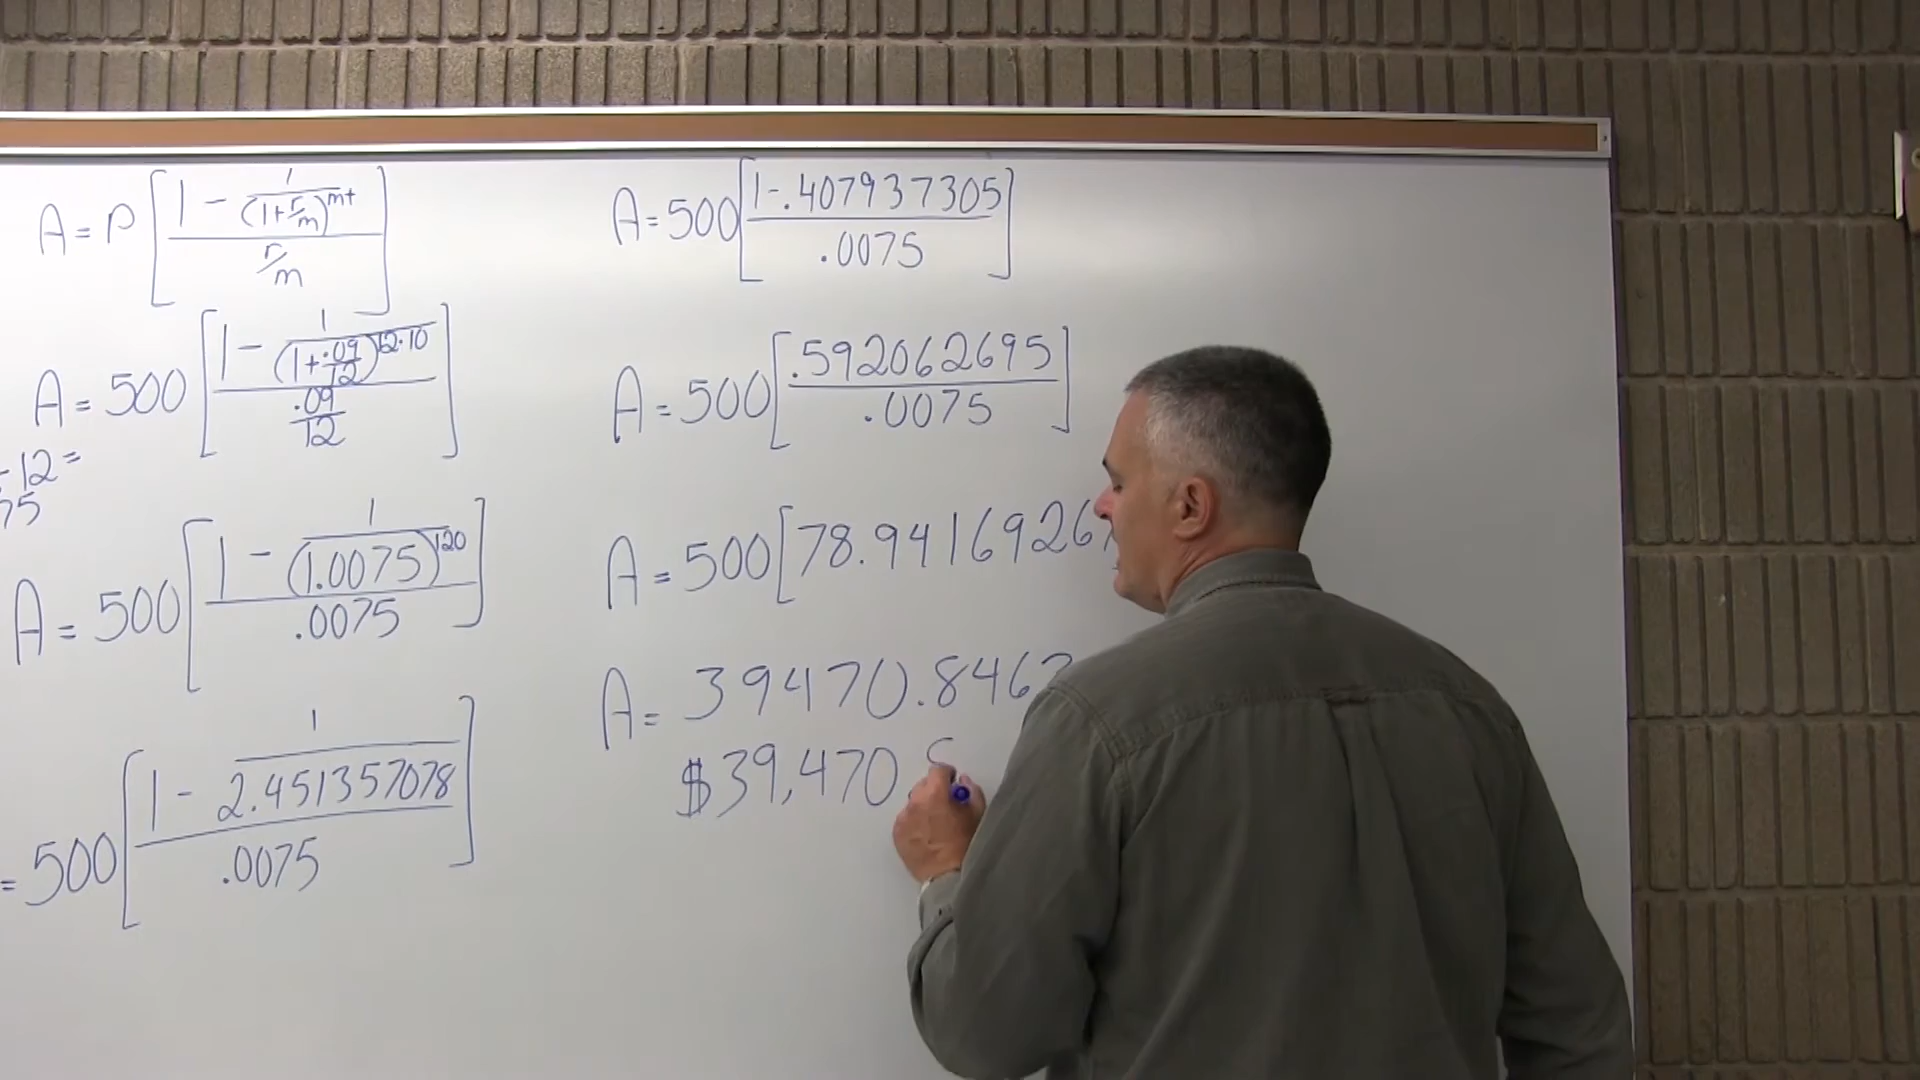 A = P [ 1 - 1/(1+r/m)^mt / r/m ]
A = 500 [ 1 - 1/(1+.09/12)^12·10 / .09/12 ]
12 =
75
A = 500 [ 1 - 1/(1.0075)^120 / .0075 ]
= 500 [ 1 - 1/2.451357078 / .0075 ]
A = 500 [ 1-.407937305 / .0075 ]
A = 500 [ .592062695 / .0075 ]
A = 500 [ 78.9416926
A = 39470.846
$39,470